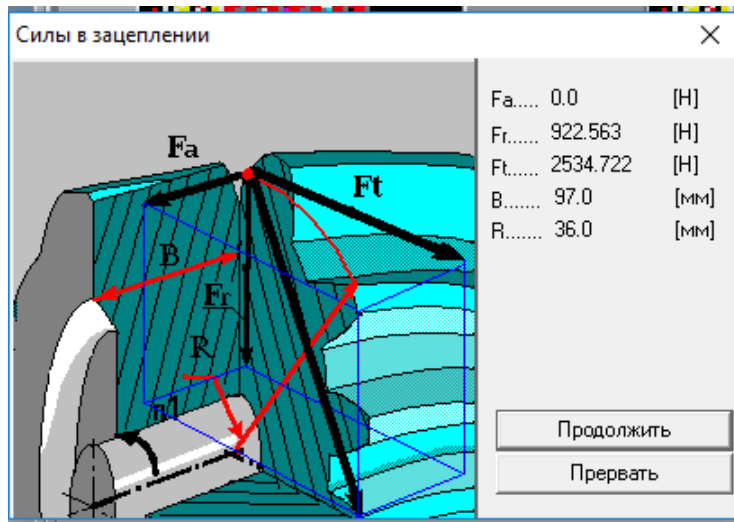 Силы в зацеплении
Fa..... 0.0 [Н]
Fr..... 922.563 [Н]
Ft..... 2534.722 [Н]
B....... 97.0 [мм]
R....... 36.0 [мм]
Fa
Ft
B
Fr
R
n1
Продолжить
Прервать